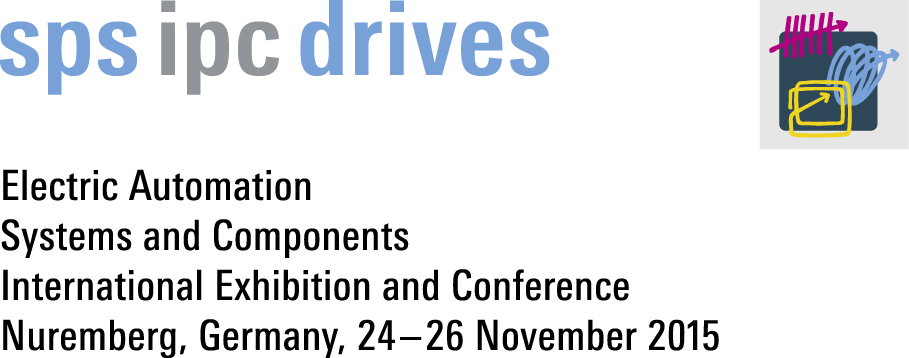 sps ipc drives
Electric Automation
Systems and Components
International Exhibition and Conference
Nuremberg, Germany, 24–26 November 2015